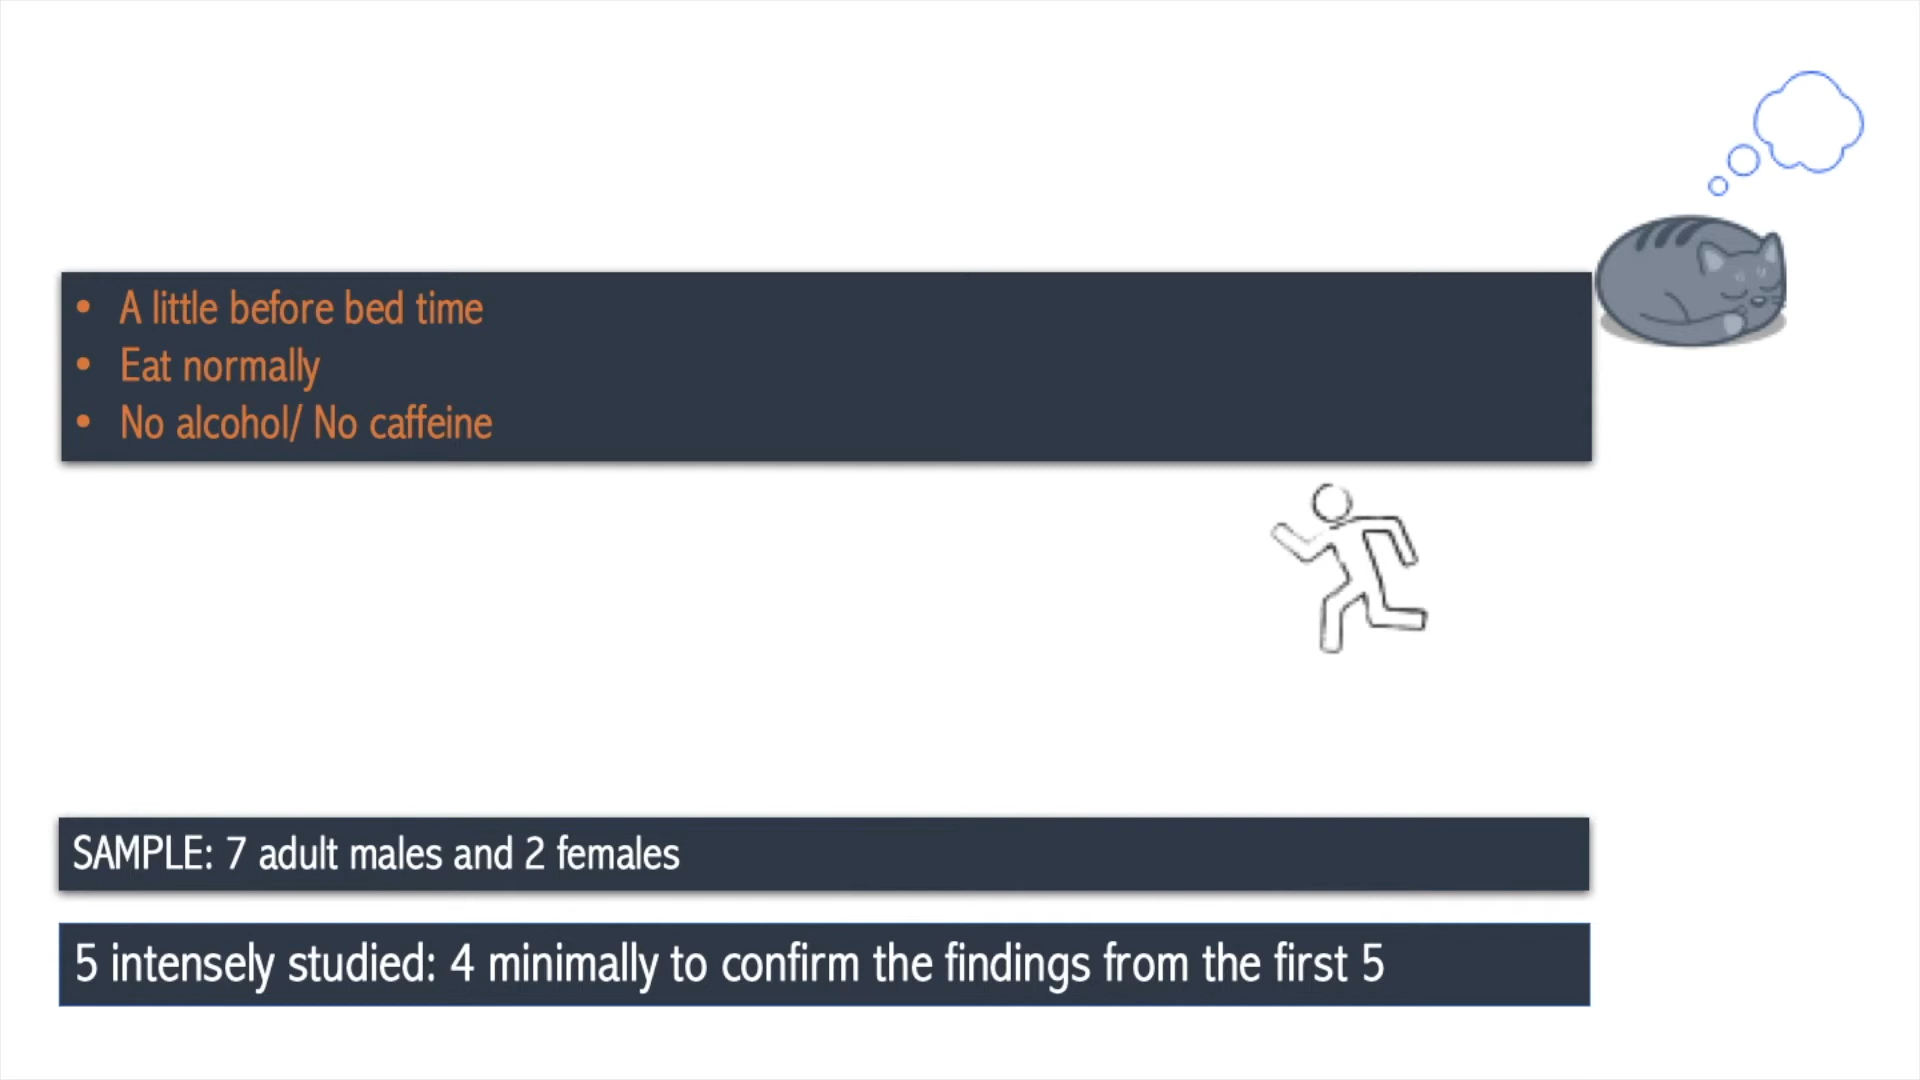 • A little before bed time
• Eat normally
• No alcohol/ No caffeine
SAMPLE: 7 adult males and 2 females
5 intensely studied: 4 minimally to confirm the findings from the first 5